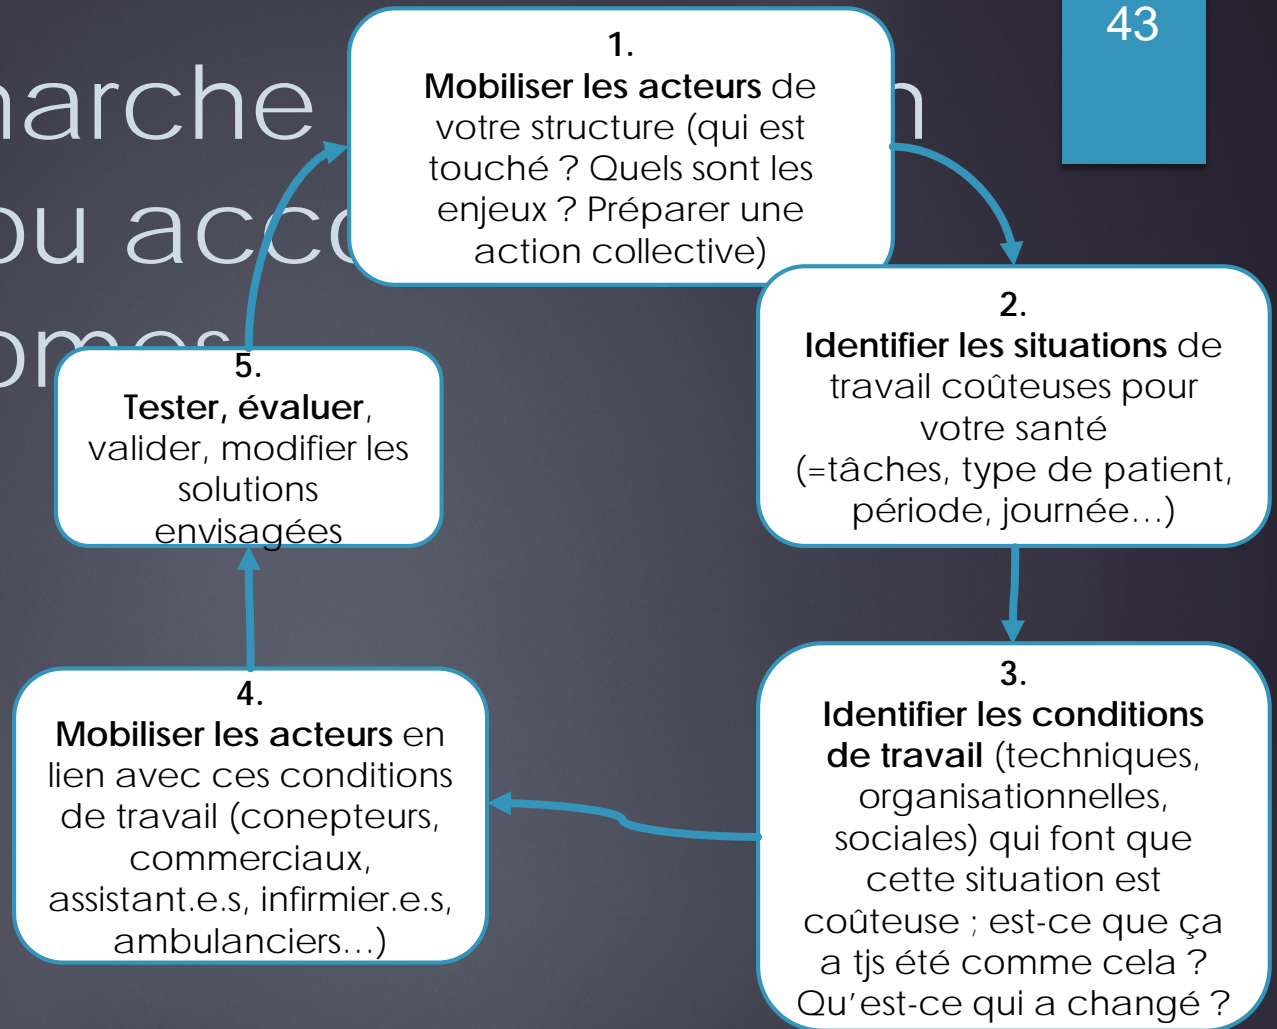 43
1.
Mobiliser les acteurs de
votre structure (qui est
touché ? Quels sont les
enjeux ? Préparer une
action collective)
2.
Identifier les situations de
travail coûteuses pour
votre santé
(=tâches, type de patient,
période, journée…)
3.
Identifier les conditions
de travail (techniques,
organisationnelles,
sociales) qui font que
cette situation est
coûteuse ; est-ce que ça
a tjs été comme cela ?
Qu’est-ce qui a changé ?
4.
Mobiliser les acteurs en
lien avec ces conditions
de travail (conepteurs,
commerciaux,
assistant.e.s, infirmier.e.s,
ambulanciers…)
5.
Tester, évaluer,
valider, modifier les
solutions
envisagées